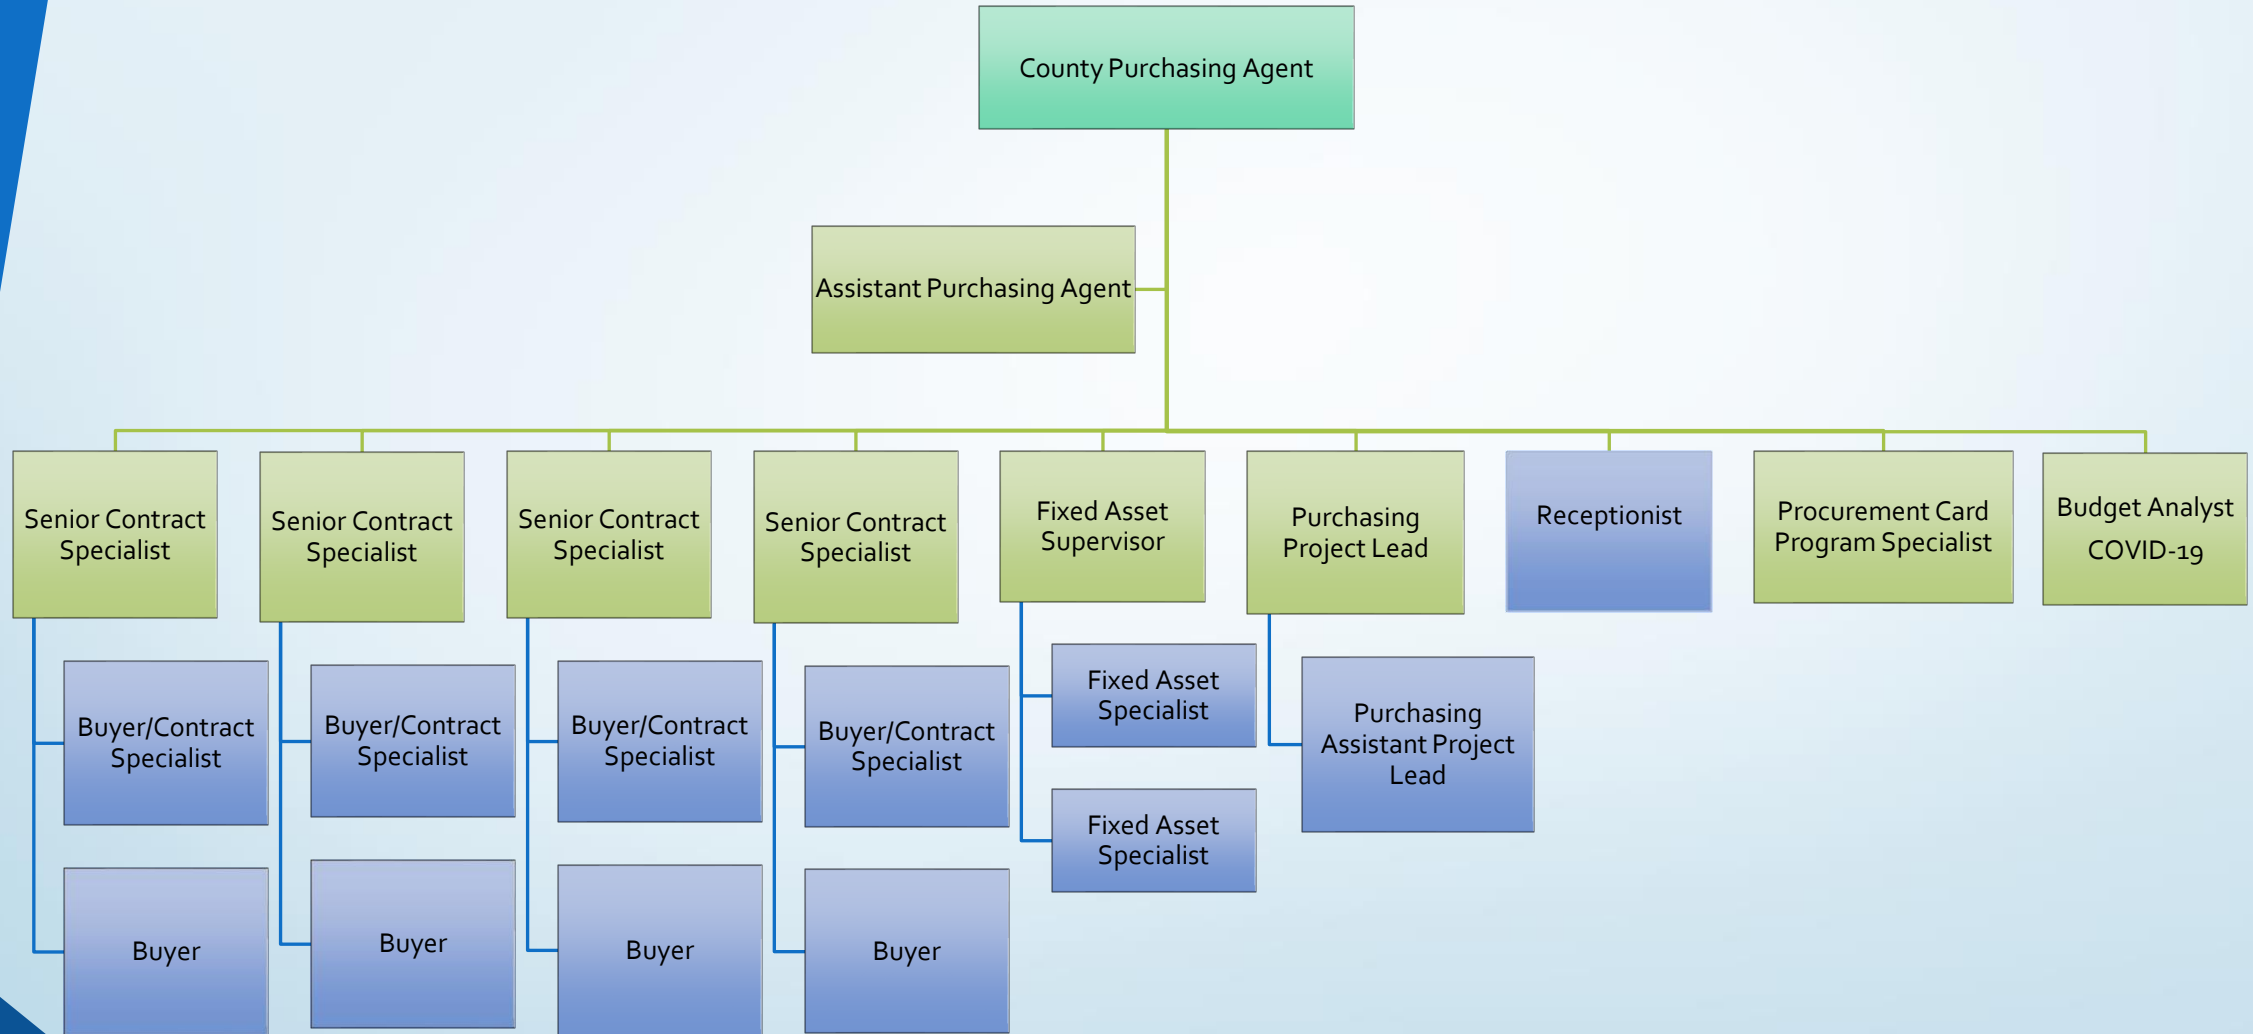 County Purchasing Agent
Assistant Purchasing Agent
Senior Contract
Specialist
Senior Contract
Specialist
Senior Contract
Specialist
Senior Contract
Specialist
Fixed Asset
Supervisor
Purchasing
Project Lead
Receptionist
Procurement Card
Program Specialist
Budget Analyst
COVID-19
Buyer/Contract
Specialist
Buyer/Contract
Specialist
Buyer/Contract
Specialist
Buyer/Contract
Specialist
Fixed Asset
Specialist
Purchasing
Assistant Project
Lead
Fixed Asset
Specialist
Buyer
Buyer
Buyer
Buyer